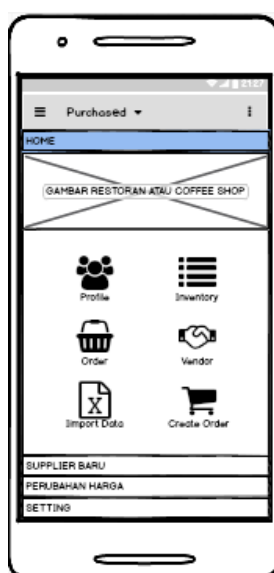 2127
Purchased
HOME
GAMBAR RESTORAN ATAU COFFEE SHOP
Profile Inventory
Order Vendor
X
Import Data Create Order
SUPPLIER BARU
PERUBAHAN HARGA
SETTING